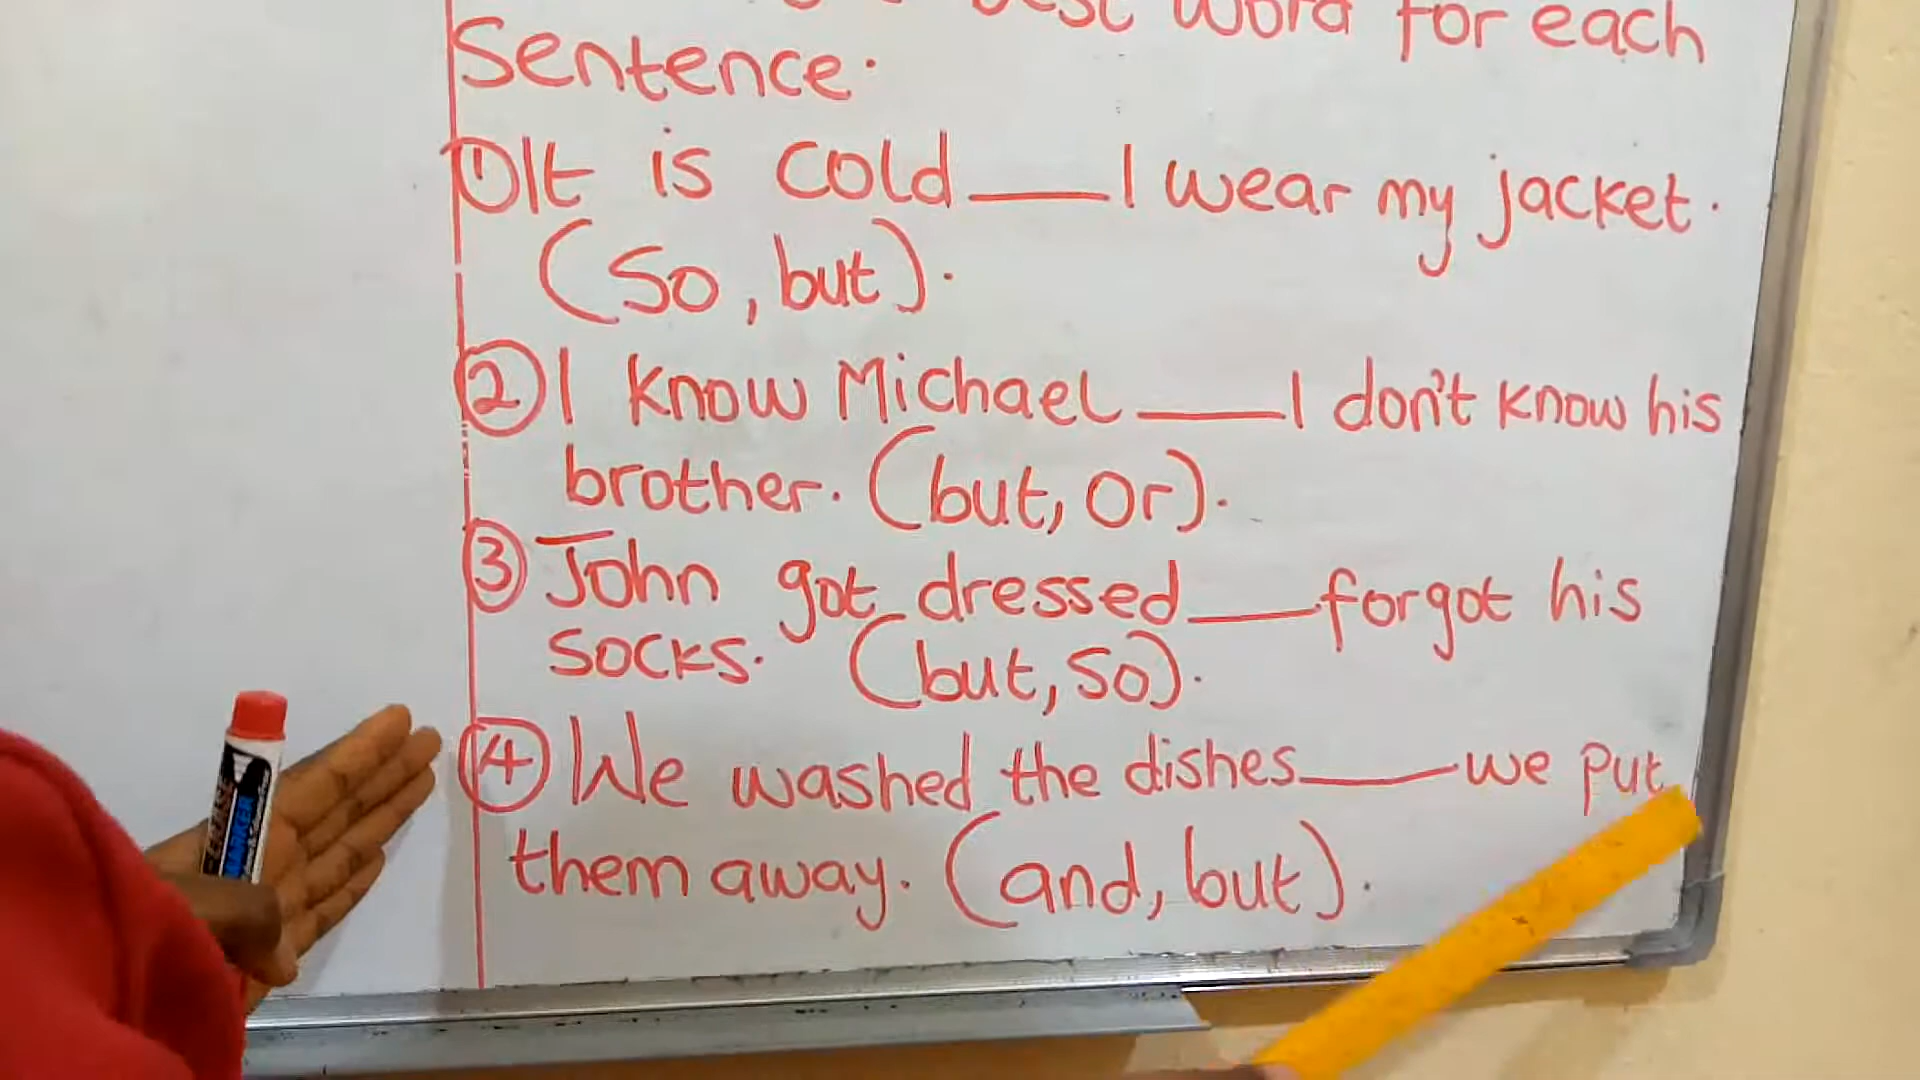 best word for each
Sentence.
① It is cold ___ I wear my jacket.
(So, but).
② I know Michael ___ I don't know his
brother. (but, or).
③ John got dressed ___ forgot his
socks. (but, so).
④ We washed the dishes ___ we put
them away. (and, but).
MARKER